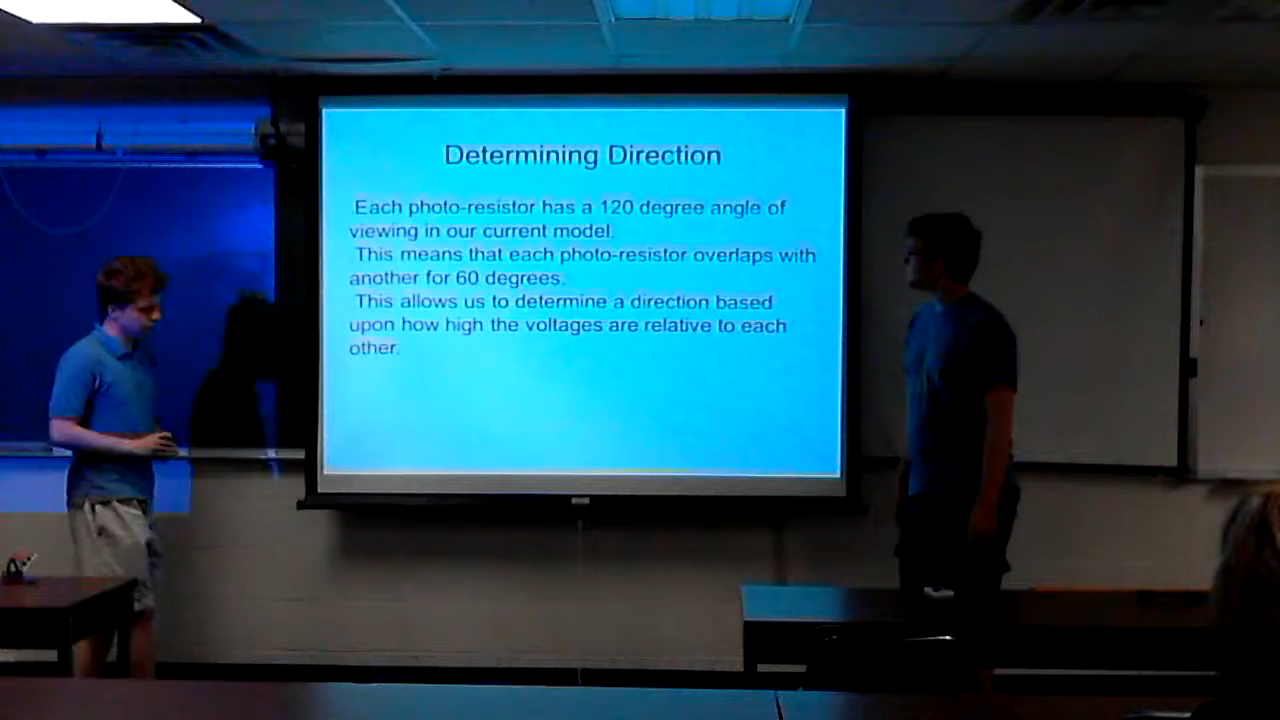 Determining Direction
Each photo-resistor has a 120 degree angle of
viewing in our current model.
This means that each photo-resistor overlaps with
another for 60 degrees.
This allows us to determine a direction based
upon how high the voltages are relative to each
other.